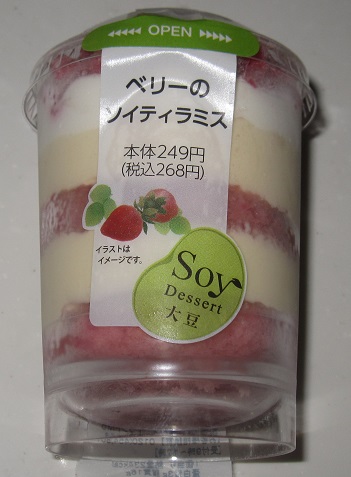 OPEN
ベリーの
ソイティラミス
本体249円
(税込268円)
イラストは
イメージです。
Soy
Dessert
大豆